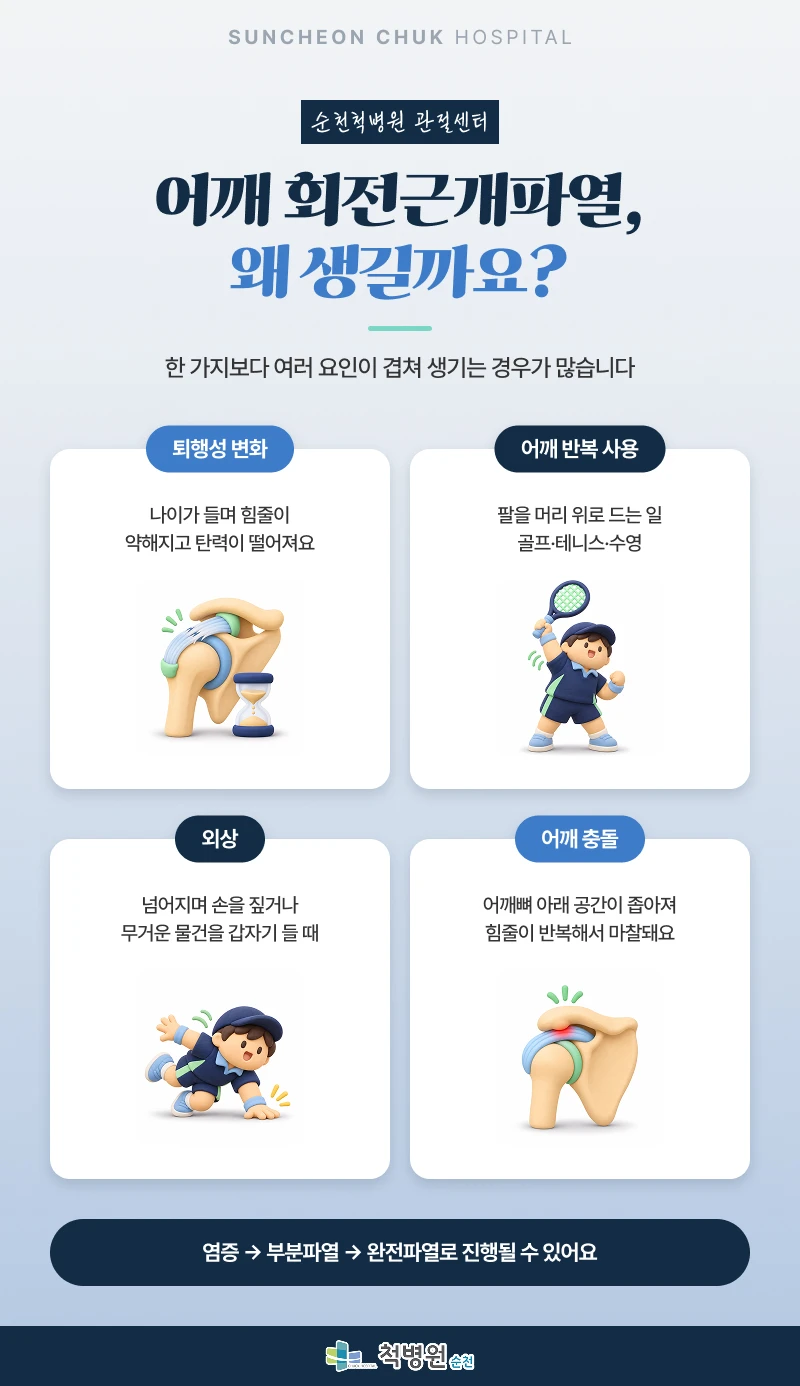 SUNCHEON CHUK HOSPITAL
순천척병원 관절센터
어깨 회전근개파열,
왜 생길까요?
한 가지보다 여러 요인이 겹쳐 생기는 경우가 많습니다
퇴행성 변화
나이가 들며 힘줄이
약해지고 탄력이 떨어져요
어깨 반복 사용
팔을 머리 위로 드는 일
골프·테니스·수영
외상
넘어지며 손을 짚거나
무거운 물건을 갑자기 들 때
어깨 충돌
어깨뼈 아래 공간이 좁아져
힘줄이 반복해서 마찰돼요
염증 → 부분파열 → 완전파열로 진행될 수 있어요
척병원 순천